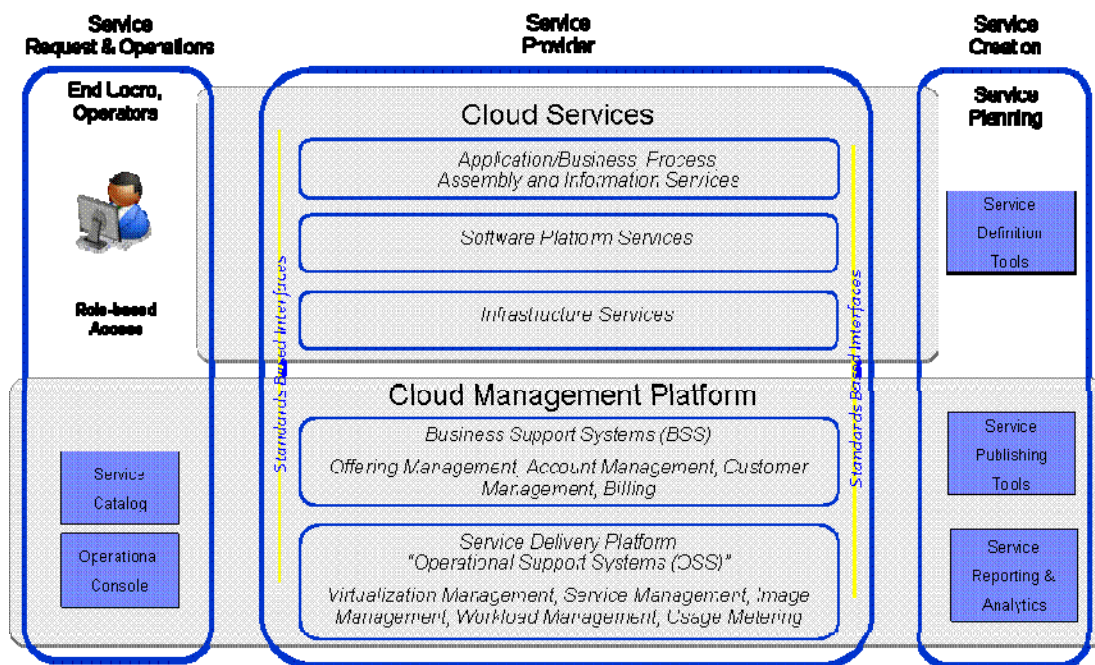 Service
Request & Operations
Service
Provider
Service
Creation
End Locro,
Operators
Role-based
Access
Service
Catalog
Operationa
Console
Cloud Services
Application/Business Process
Assembly and Information Services
Software Platform Services
Infrastructure Services
Standards Based Interfaces
Standards Based Interfaces
Cloud Management Platform
Business Support Systems (BSS)
Offering Management, Account Management, Customer
Management, Billing
Service Delivery Platform
"Operational Support Systems (OSS)"
Virtualization Management, Service Management, Image
Management, Workload Management, Usage Metering
Service
Planning
Service
Definition
Tools
Service
Publishing
Tools
Service
Reporting &
Analytics